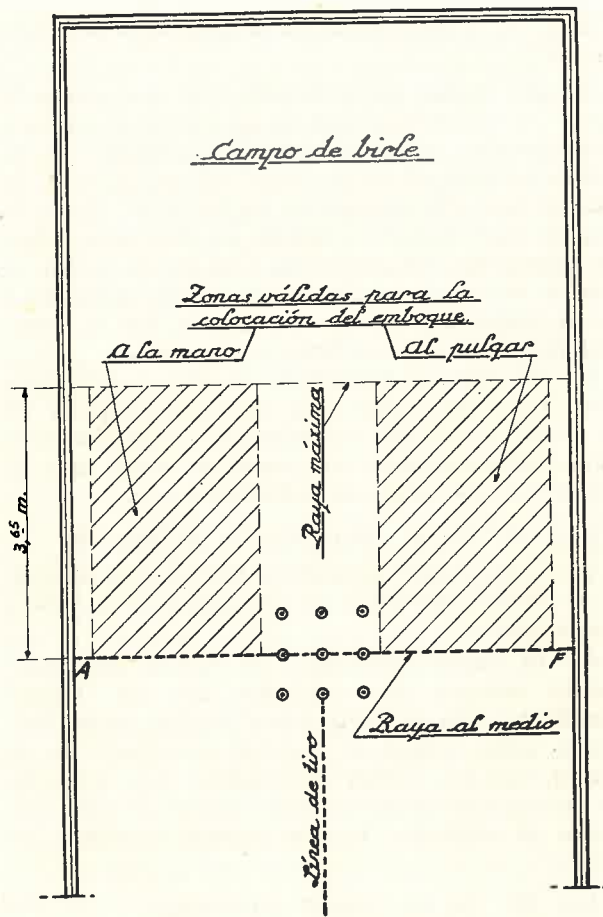 Campo de birle
Zonas válidas para la
colocación del emboque.
A la mano
Al pulgar
Raya máxima
3,65 m.
A
F
Raya al medio
Línea de tiro